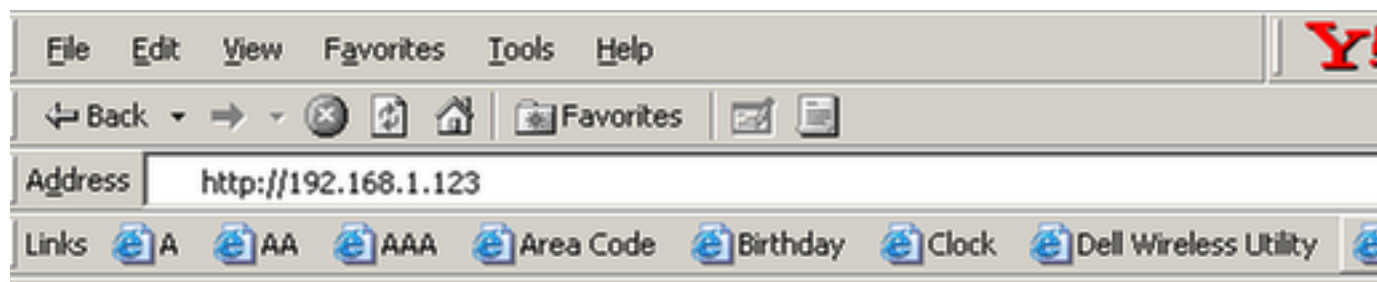 File Edit View Favorites Tools Help Y!
Back Favorites
Address http://192.168.1.123
Links A AA AAA Area Code Birthday Clock Dell Wireless Utility